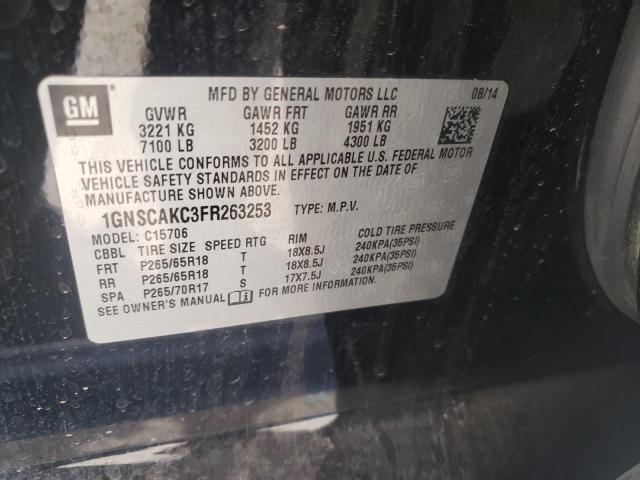 GM
MFD BY GENERAL MOTORS LLC 08/14
GVWR GAWR FRT GAWR RR
3221 KG 1452 KG 1951 KG
7100 LB 3200 LB 4300 LB
THIS VEHICLE CONFORMS TO ALL APPLICABLE U.S. FEDERAL MOTOR
VEHICLE SAFETY STANDARDS IN EFFECT ON THE DATE OF
MANUFACTURE SHOWN ABOVE.
1GNSCAKC3FR263253 TYPE: M.P.V.
MODEL: C15706
CBBL TIRE SIZE SPEED RTG RIM COLD TIRE PRESSURE
FRT P265/65R18 T 18X8.5J 240KPA(35PSI)
RR P265/65R18 T 18X8.5J 240KPA(35PSI)
SPA P265/70R17 S 17X7.5J 240KPA(35PSI)
SEE OWNER'S MANUAL FOR MORE INFORMATION.